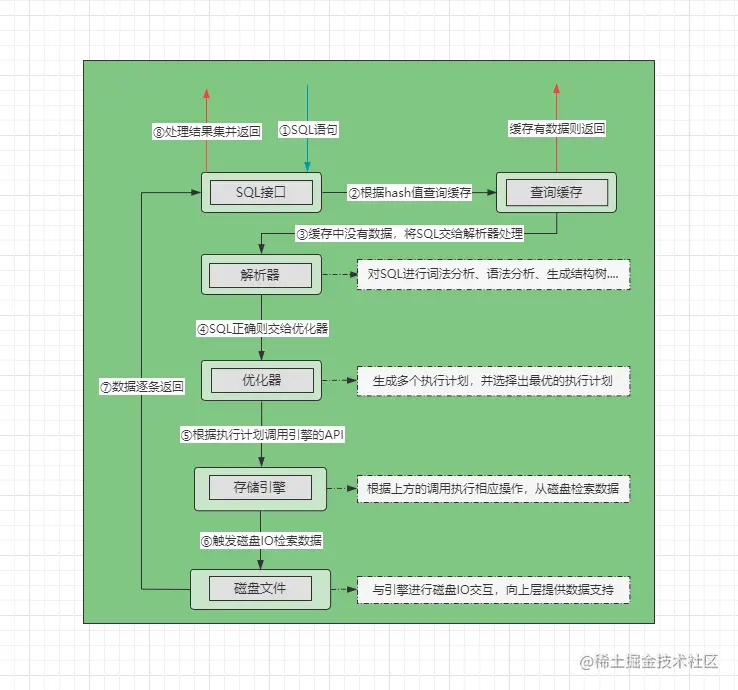 ⑧处理结果集并返回
①SQL语句
缓存有数据则返回
SQL接口
②根据hash值查询缓存
查询缓存
③缓存中没有数据，将SQL交给解析器处理
解析器
对SQL进行词法分析、语法分析、生成结构树....
④SQL正确则交给优化器
⑦数据逐条返回
优化器
生成多个执行计划，并选择出最优的执行计划
⑤根据执行计划调用引擎的API
存储引擎
根据上方的调用执行相应操作，从磁盘检索数据
⑥触发磁盘IO检索数据
磁盘文件
与引擎进行磁盘IO交互，向上层提供数据支持
@稀土掘金技术社区